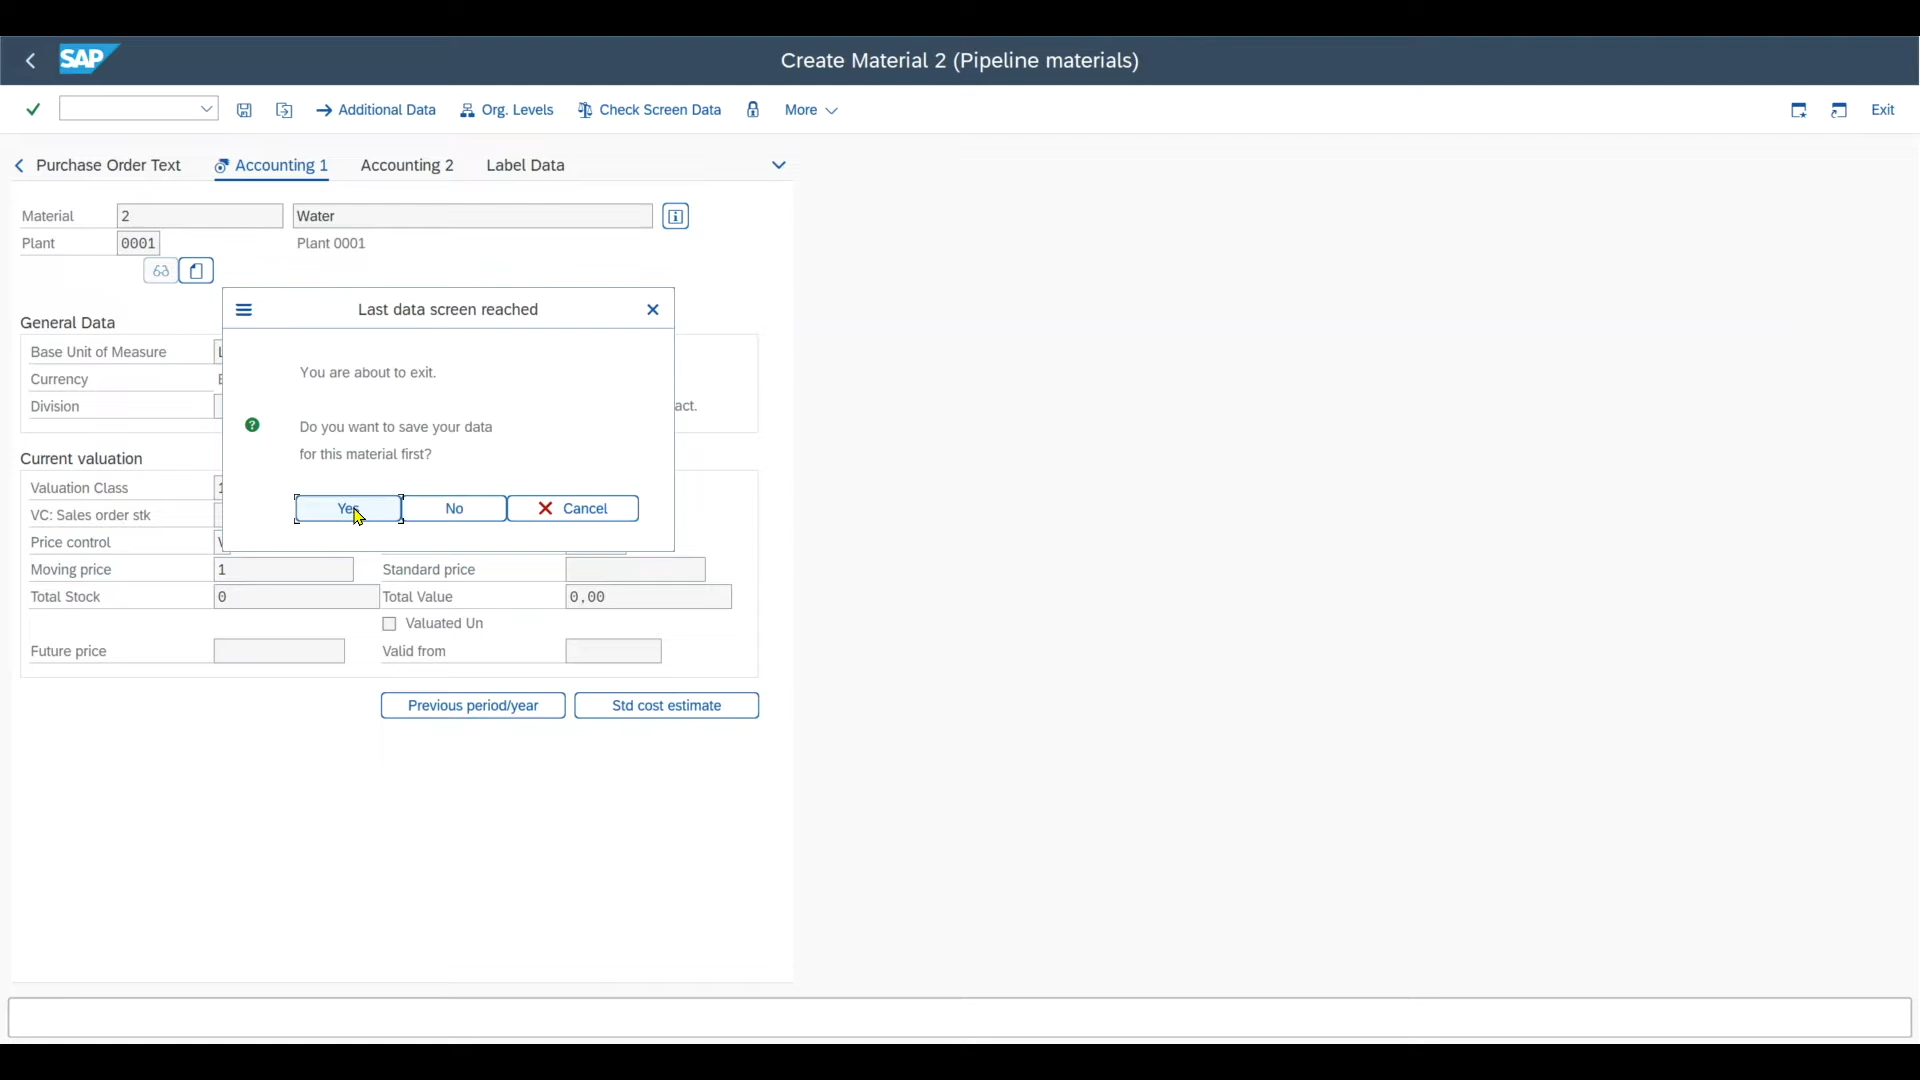 SAP
Create Material 2 (Pipeline materials)
Additional Data
Org. Levels
Check Screen Data
More
Exit
Purchase Order Text
Accounting 1
Accounting 2
Label Data
Material
2
Water
Plant
0001
Plant 0001
Last data screen reached
General Data
Base Unit of Measure
Currency
Division
act.
You are about to exit.
Do you want to save your data
for this material first?
Yes
No
Cancel
Current valuation
Valuation Class
VC: Sales order stk
Price control
Moving price
1
Standard price
Total Stock
0
Total Value
0,00
Valuated Un
Future price
Valid from
Previous period/year
Std cost estimate